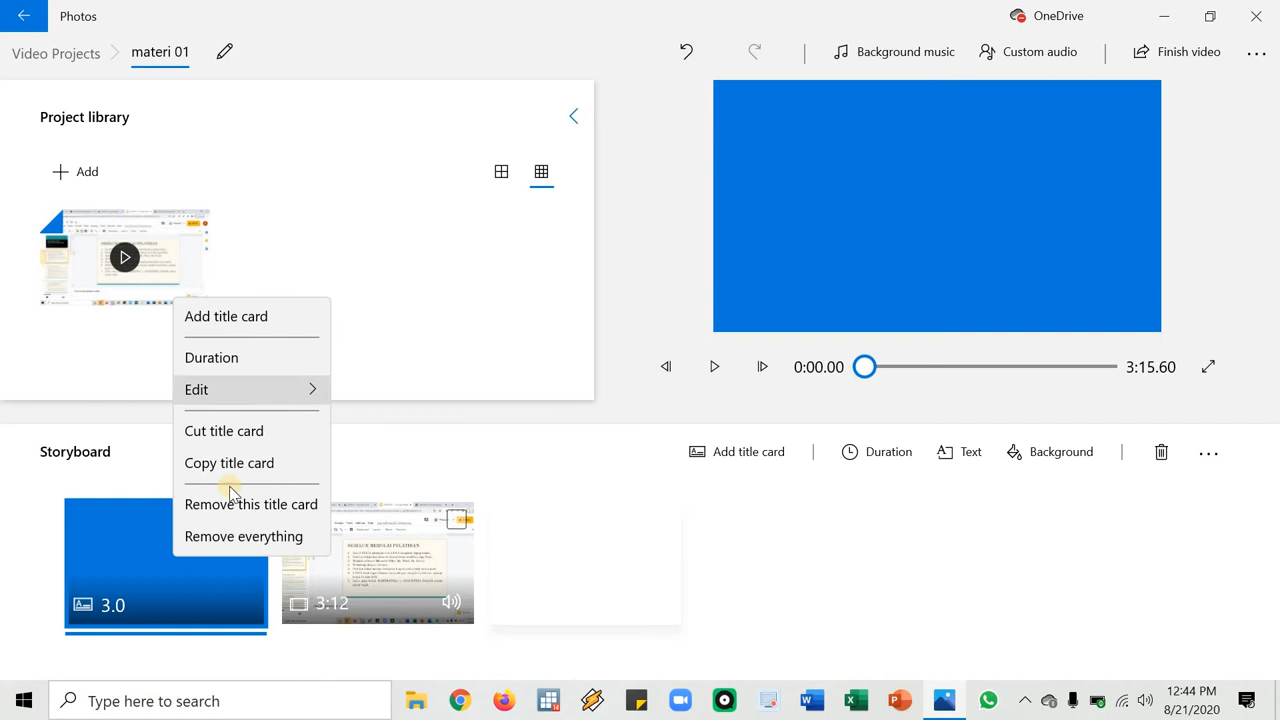 Photos
OneDrive
Video Projects
materi 01
Background music
Custom audio
Finish video
Project library
Add
Add title card
Duration
Edit
Cut title card
Copy title card
Remove this title card
Remove everything
0:00.00
3:15.60
Storyboard
Add title card
Duration
Text
Background
3.0
3:12
SEBELUM MEMULAI PELATIHAN
Type here to search
12:44 PM
8/21/2020